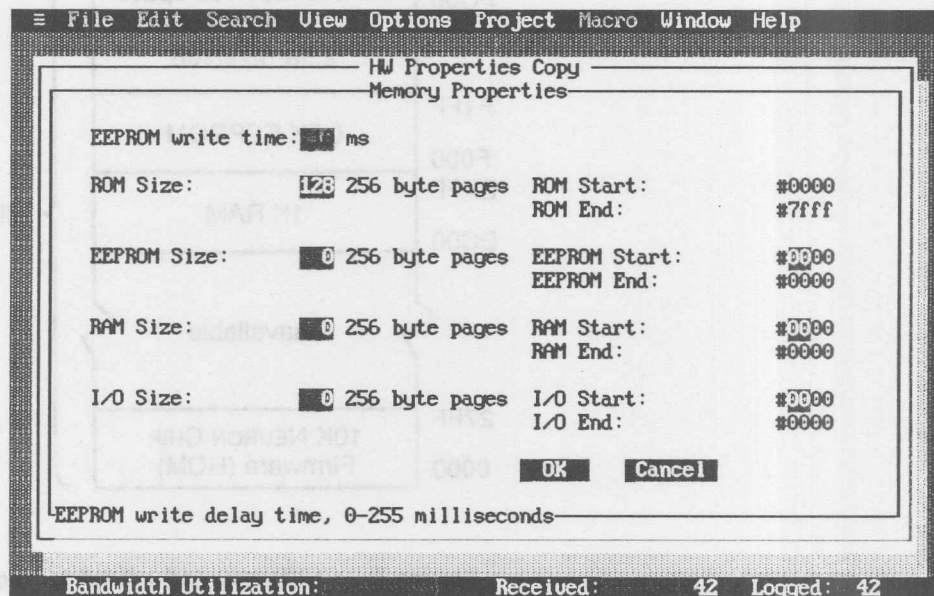 ≡ File Edit Search View Options Project Macro Window Help
HW Properties Copy
Memory Properties
EEPROM write time: ms
ROM Size: 128 256 byte pages ROM Start: #0000
ROM End: #7fff
EEPROM Size: 0 256 byte pages EEPROM Start: #0000
EEPROM End: #0000
RAM Size: 0 256 byte pages RAM Start: #0000
RAM End: #0000
I/O Size: 0 256 byte pages I/O Start: #0000
I/O End: #0000
OK Cancel
EEPROM write delay time, 0-255 milliseconds
Bandwidth Utilization: Received: 42 Logged: 42